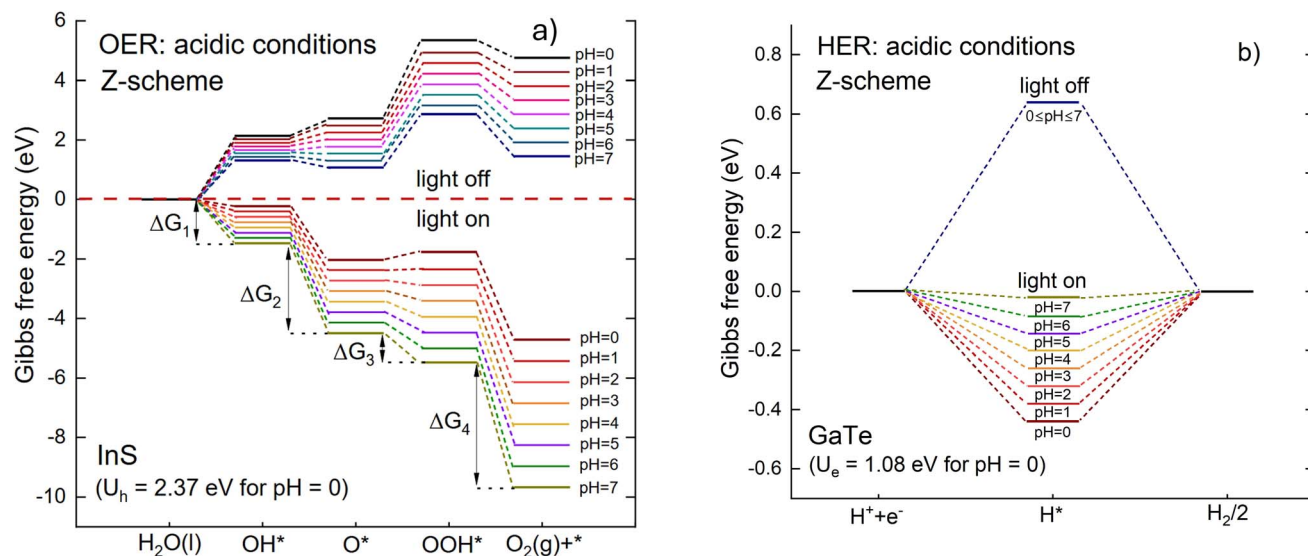 a)
OER: acidic conditions
Z-scheme
6
4
2
0
-2
-4
-6
-8
-10
Gibbs free energy (eV)
pH=0
pH=1
pH=2
pH=3
pH=4
pH=5
pH=6
pH=7
light off
light on
ΔG₁
ΔG₂
ΔG₃
ΔG₄
pH=0
pH=1
pH=2
pH=3
pH=4
pH=5
pH=6
pH=7
InS
(Uₕ = 2.37 eV for pH = 0)
H₂O(l) OH* O* OOH* O₂(g)+*
b)
HER: acidic conditions
Z-scheme
0.8
0.6
0.4
0.2
0.0
-0.2
-0.4
-0.6
Gibbs free energy (eV)
light off
0≤pH≤7
light on
pH=7
pH=6
pH=5
pH=4
pH=3
pH=2
pH=1
pH=0
GaTe
(Uₑ = 1.08 eV for pH = 0)
H⁺+e⁻ H* H₂/2